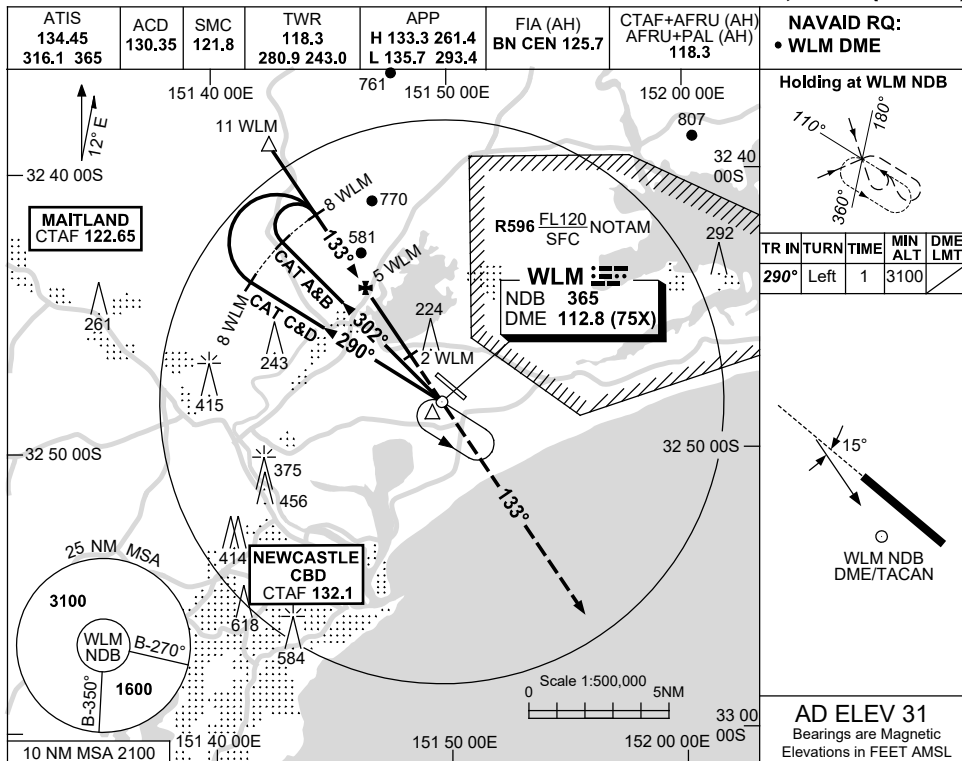 ATIS
134.45
316.1 365
ACD
130.35
SMC
121.8
TWR
118.3
280.9 243.0
APP
H 133.3 261.4
L 135.7 293.4
FIA (AH)
BN CEN 125.7
CTAF+AFRU (AH)
AFRU+PAL (AH)
118.3
NAVAID RQ:
• WLM DME
12° E
151 40 00E
761
151 50 00E
152 00 00E
807
11 WLM
32 40 00S
32 40
00S
MAITLAND
CTAF 122.65
8 WLM
770
133°
581
5 WLM
R596 FL120
SFC NOTAM
292
CAT A&B
302°
CAT C&D
290°
8 WLM
WLM
NDB 365
DME 112.8 (75X)
261
243
224
2 WLM
415
32 50 00S
32 50 00S
375
456
414
133°
NEWCASTLE
CBD
CTAF 132.1
618
584
25 NM MSA
3100
WLM
NDB
B-270°
B-350°
1600
10 NM MSA 2100
Scale 1:500,000
0 5NM
151 40 00E
151 50 00E
152 00 00E
33 00
00S
Holding at WLM NDB
110°
180°
360°
TR IN TURN TIME MIN ALT DME LMT
290° Left 1 3100
15°
WLM NDB
DME/TACAN
AD ELEV 31
Bearings are Magnetic
Elevations in FEET AMSL